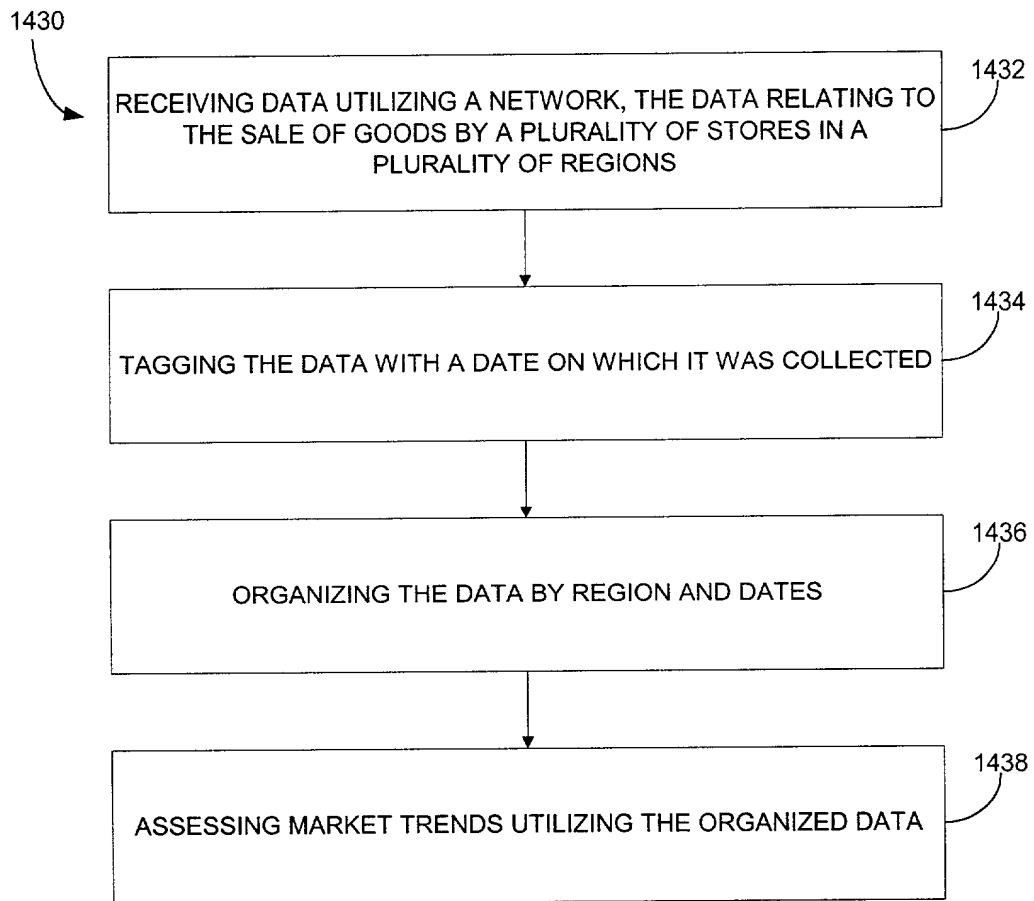 1430
1432
RECEIVING DATA UTILIZING A NETWORK, THE DATA RELATING TO
THE SALE OF GOODS BY A PLURALITY OF STORES IN A
PLURALITY OF REGIONS
1434
TAGGING THE DATA WITH A DATE ON WHICH IT WAS COLLECTED
1436
ORGANIZING THE DATA BY REGION AND DATES
1438
ASSESSING MARKET TRENDS UTILIZING THE ORGANIZED DATA